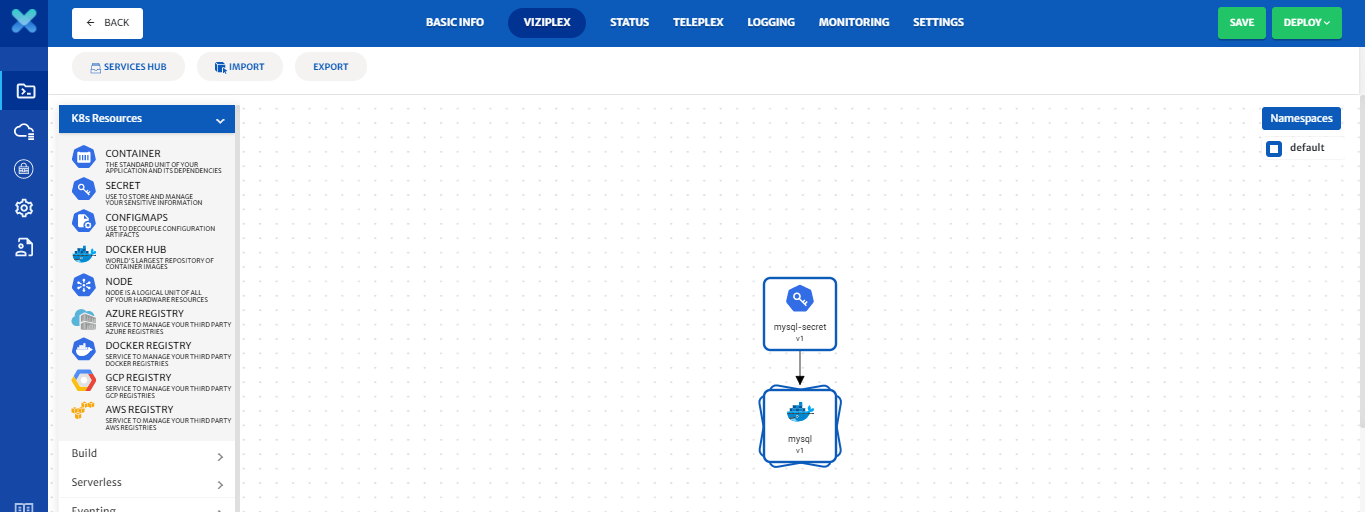 BACK
BASIC INFO
VIZIPLEX
STATUS
TELEPLEX
LOGGING
MONITORING
SETTINGS
SAVE
DEPLOY
SERVICES HUB
IMPORT
EXPORT
K8s Resources
CONTAINER
THE STANDARD UNIT OF YOUR
APPLICATION AND ITS DEPENDENCIES
SECRET
USE TO STORE AND MANAGE
YOUR SENSITIVE INFORMATION
CONFIGMAPS
USE TO DECOUPLE CONFIGURATION
ARTIFACTS
DOCKER HUB
WORLD'S LARGEST REPOSITORY OF
CONTAINER IMAGES
NODE
NODE IS A LOGICAL UNIT OF ALL
OF YOUR HARDWARE RESOURCES
AZURE REGISTRY
SERVICE TO MANAGE YOUR THIRD PARTY
AZURE REGISTRIES
DOCKER REGISTRY
SERVICE TO MANAGE YOUR THIRD PARTY
DOCKER REGISTRIES
GCP REGISTRY
SERVICE TO MANAGE YOUR THIRD PARTY
GCP REGISTRIES
AWS REGISTRY
SERVICE TO MANAGE YOUR THIRD PARTY
AWS REGISTRIES
Build
Serverless
Eventing
mysql-secret
v1
mysql
v1
Namespaces
default